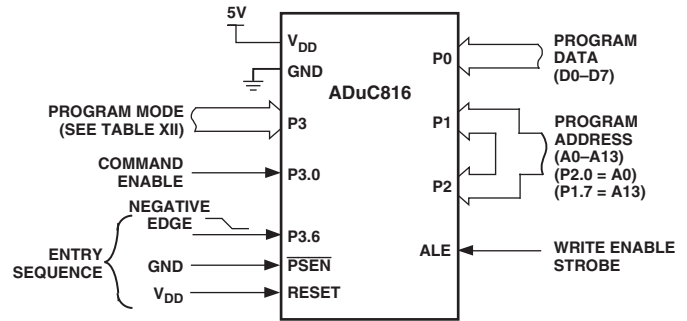 5V
VDD
GND
ADuC816
P0
PROGRAM
DATA
(D0–D7)
PROGRAM MODE
(SEE TABLE XII)
P3
P1
PROGRAM
ADDRESS
(A0–A13)
(P2.0 = A0)
(P1.7 = A13)
COMMAND
ENABLE
P3.0
P2
NEGATIVE
EDGE
P3.6
ENTRY
SEQUENCE
GND
PSEN
ALE
WRITE ENABLE
STROBE
VDD
RESET